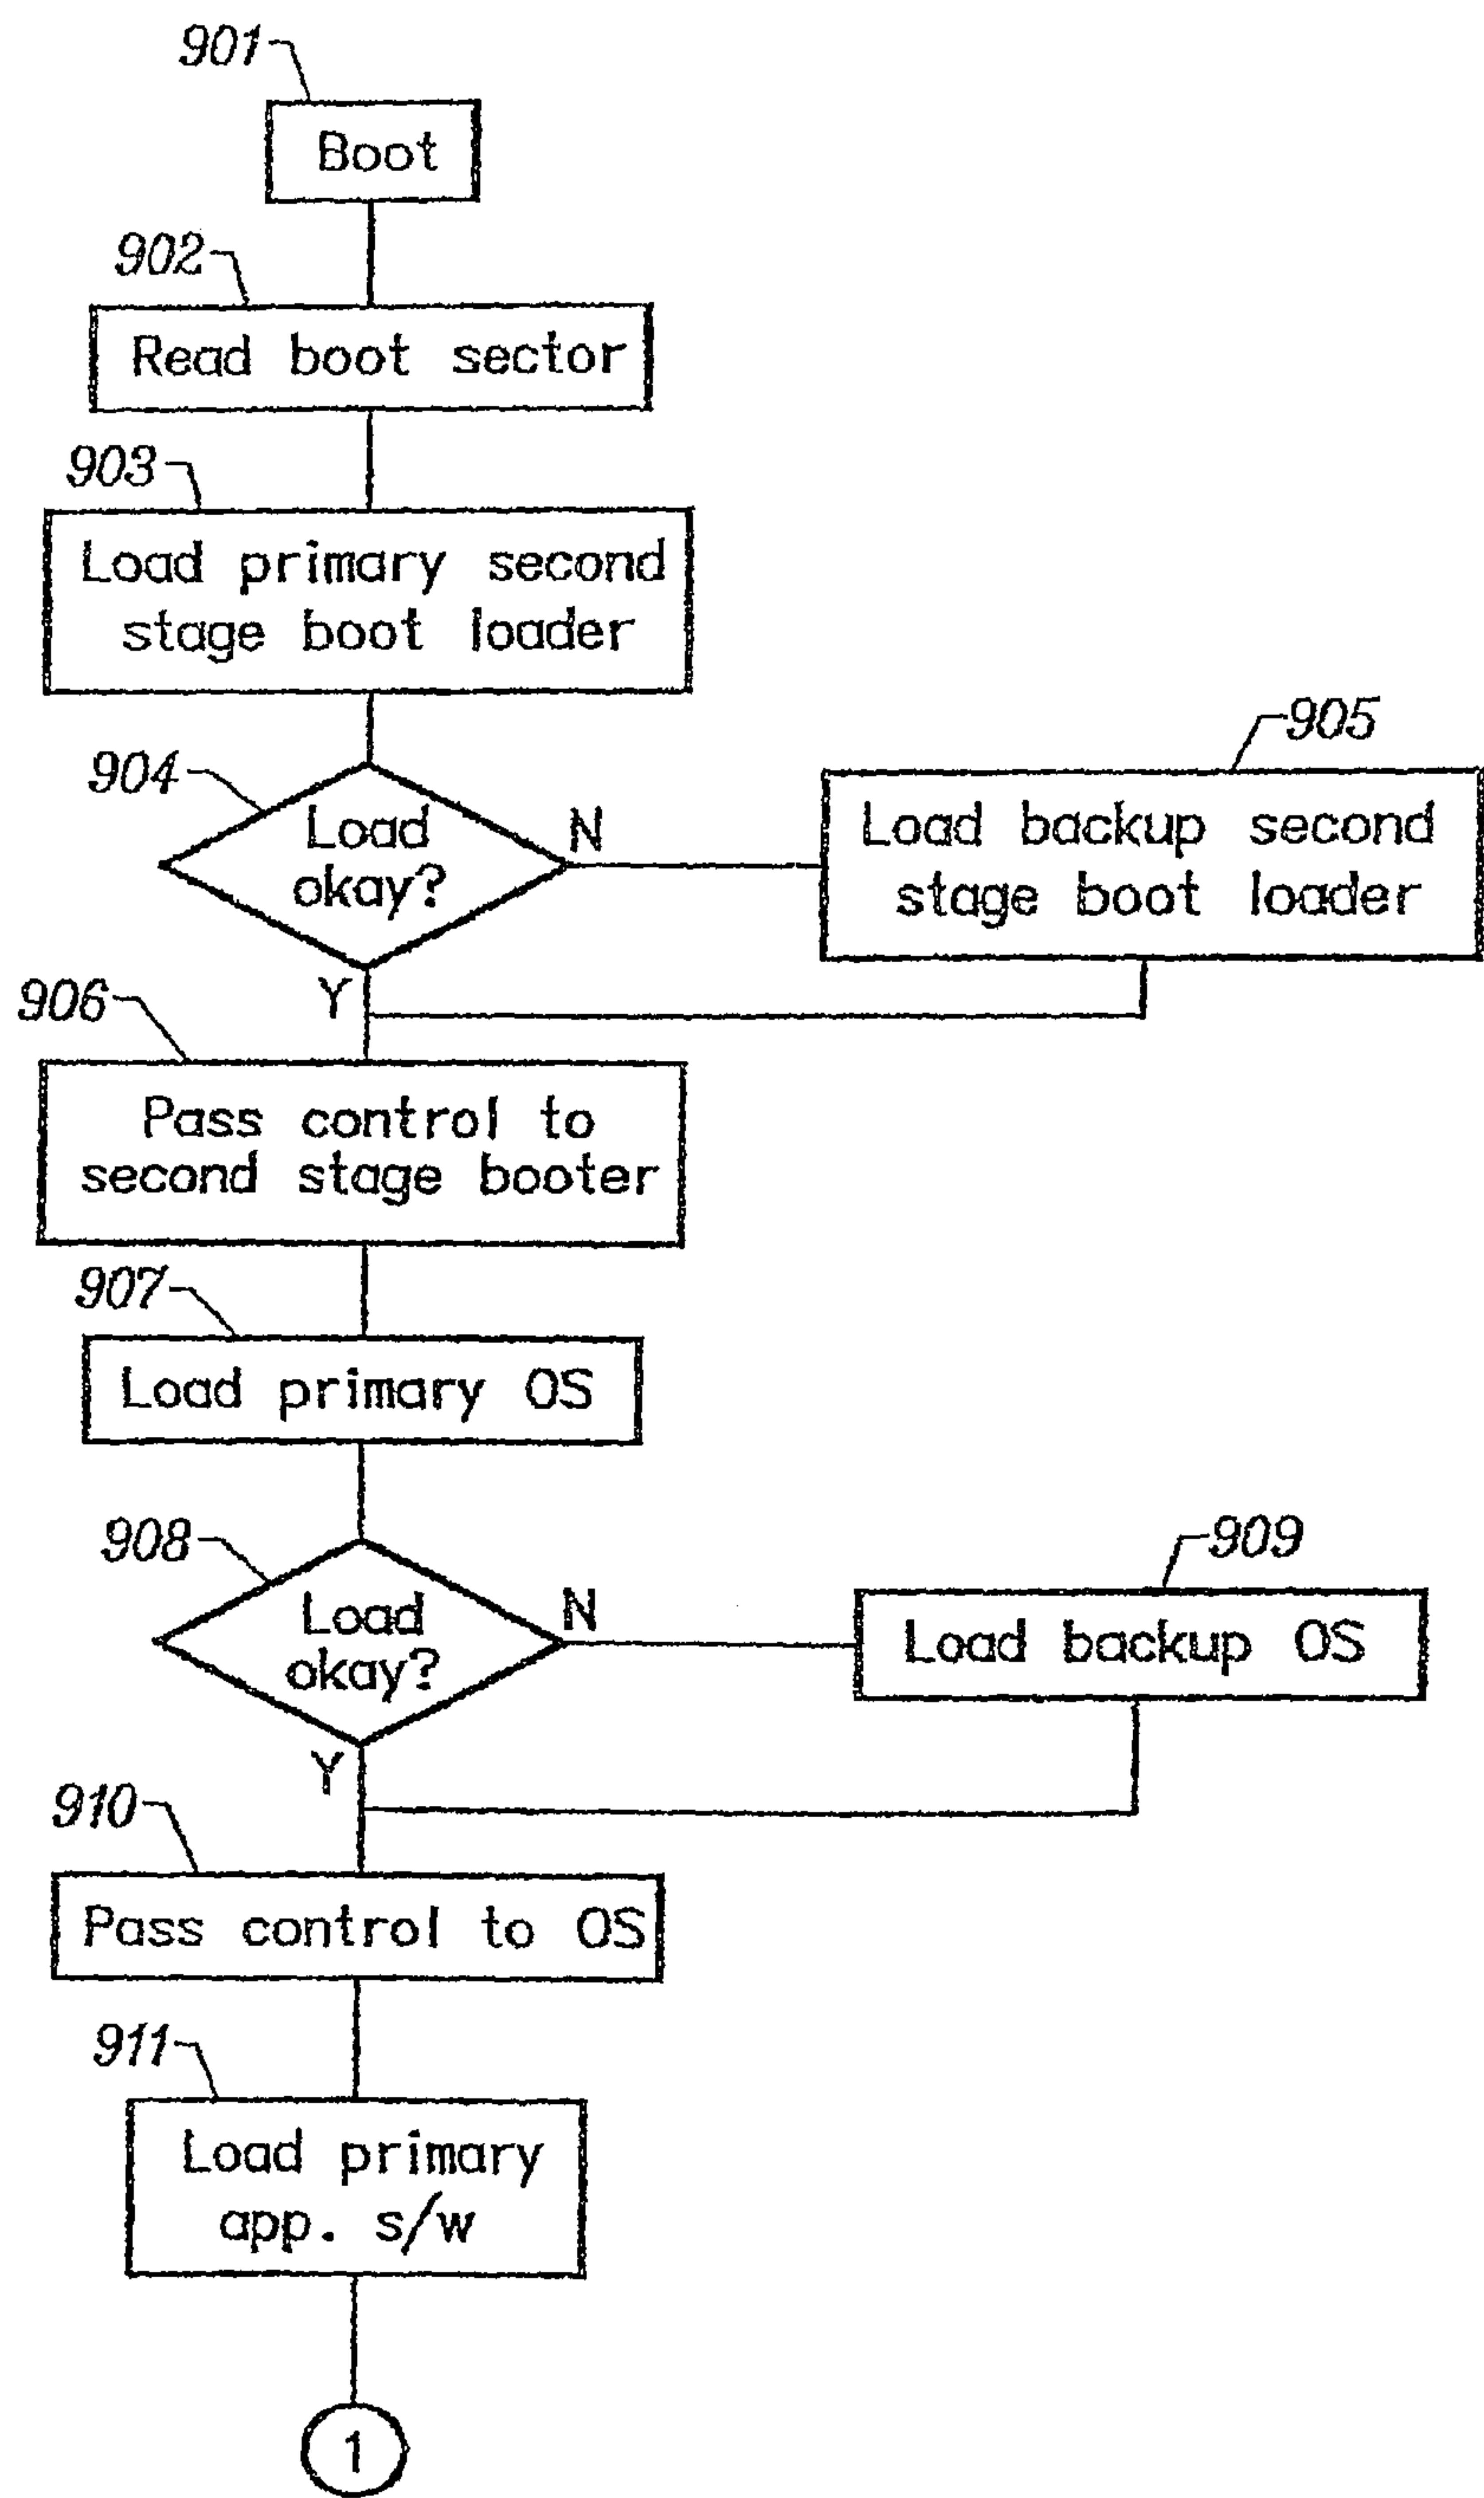 901
Boot
902
Read boot sector
903
Load primary second
stage boot loader
904
Load
okay?
N
905
Load backup second
stage boot loader
Y
906
Pass control to
second stage booter
907
Load primary OS
908
Load
okay?
N
909
Load backup OS
Y
910
Pass control to OS
911
Load primary
app. s/w
1